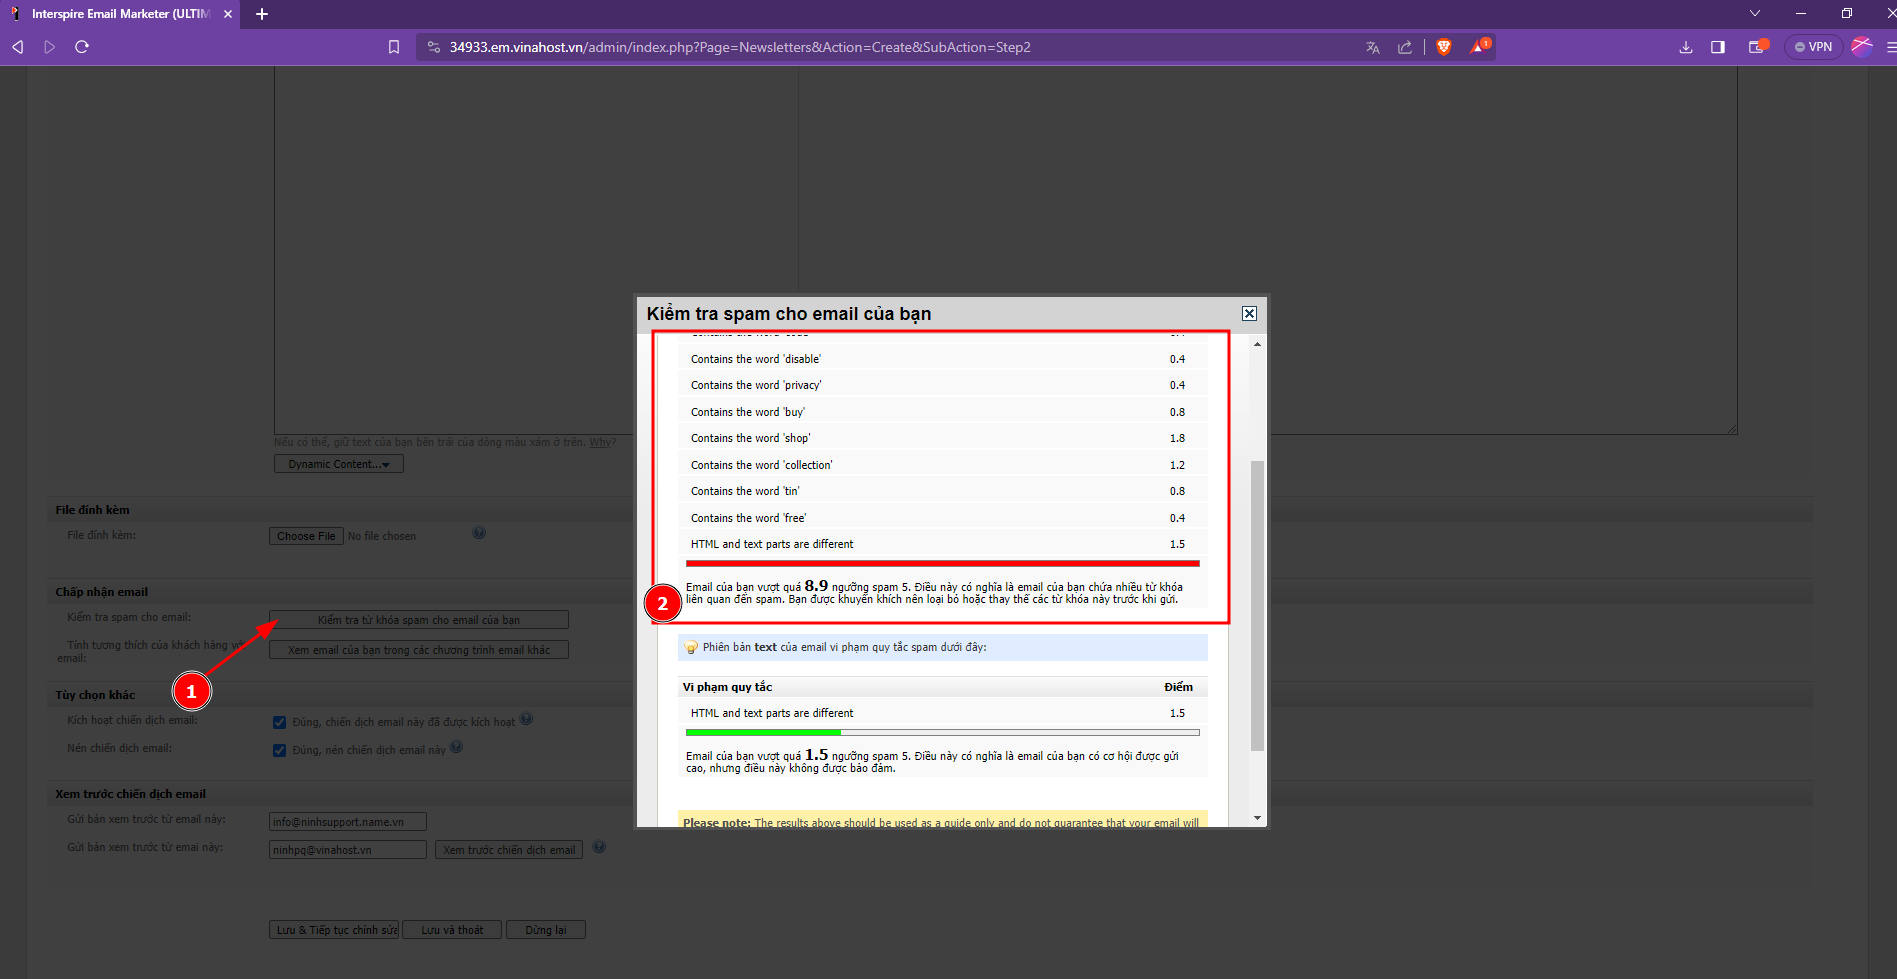 Interspire Email Marketer (ULTIM
34933.em.vinahost.vn/admin/index.php?Page=Newsletters&Action=Create&SubAction=Step2
1
VPN
Nếu có thể, giữ text của bạn bên trái của dòng màu xám ở trên. Why?
Dynamic Content...
File đính kèm
File đính kèm:
Choose File No file chosen
Chấp nhận email
Kiểm tra spam cho email:
Kiểm tra từ khóa spam cho email của bạn
Tính tương thích của khách hàng với
email:
Xem email của bạn trong các chương trình email khác
1
Tùy chọn khác
Kích hoạt chiến dịch email:
Đúng, chiến dịch email này đã được kích hoạt
Nén chiến dịch email:
Đúng, nén chiến dịch email này
Xem trước chiến dịch email
Gửi bản xem trước từ email này:
info@ninhsupport.name.vn
Gửi bản xem trước từ emai này:
ninhpq@vinahost.vn
Xem trước chiến dịch email
Lưu & Tiếp tục chỉnh sửa
Lưu và thoát
Dừng lại
Kiểm tra spam cho email của bạn
Contains the word 'disable' 0.4
Contains the word 'privacy' 0.4
Contains the word 'buy' 0.8
Contains the word 'shop' 1.8
Contains the word 'collection' 1.2
Contains the word 'tin' 0.8
Contains the word 'free' 0.4
HTML and text parts are different 1.5
Email của bạn vượt quá 8.9 ngưỡng spam 5. Điều này có nghĩa là email của bạn chứa nhiều từ khóa
liên quan đến spam. Bạn được khuyến khích nên loại bỏ hoặc thay thế các từ khóa này trước khi gửi.
2
Phiên bản text của email vi phạm quy tắc spam dưới đây:
Vi phạm quy tắc Điểm
HTML and text parts are different 1.5
Email của bạn vượt quá 1.5 ngưỡng spam 5. Điều này có nghĩa là email của bạn có cơ hội được gửi
cao, nhưng điều này không được bảo đảm.
Please note: The results above should be used as a guide only and do not guarantee that your email will